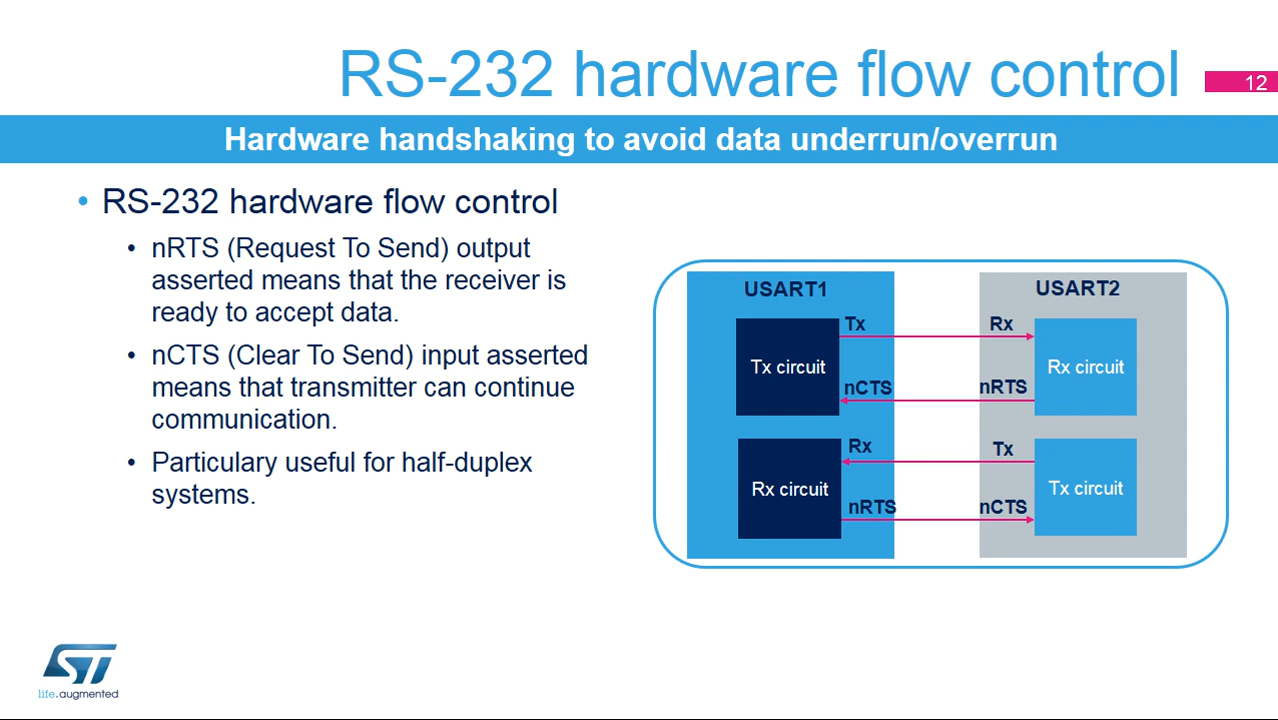 RS-232 hardware flow control
12
Hardware handshaking to avoid data underrun/overrun
• RS-232 hardware flow control
• nRTS (Request To Send) output
asserted means that the receiver is
ready to accept data.
• nCTS (Clear To Send) input asserted
means that transmitter can continue
communication.
• Particulary useful for half-duplex
systems.
USART1
USART2
Tx
Rx
Tx circuit
Rx circuit
nCTS
nRTS
Rx
Tx
Rx circuit
Tx circuit
nRTS
nCTS
ST
life.augmented